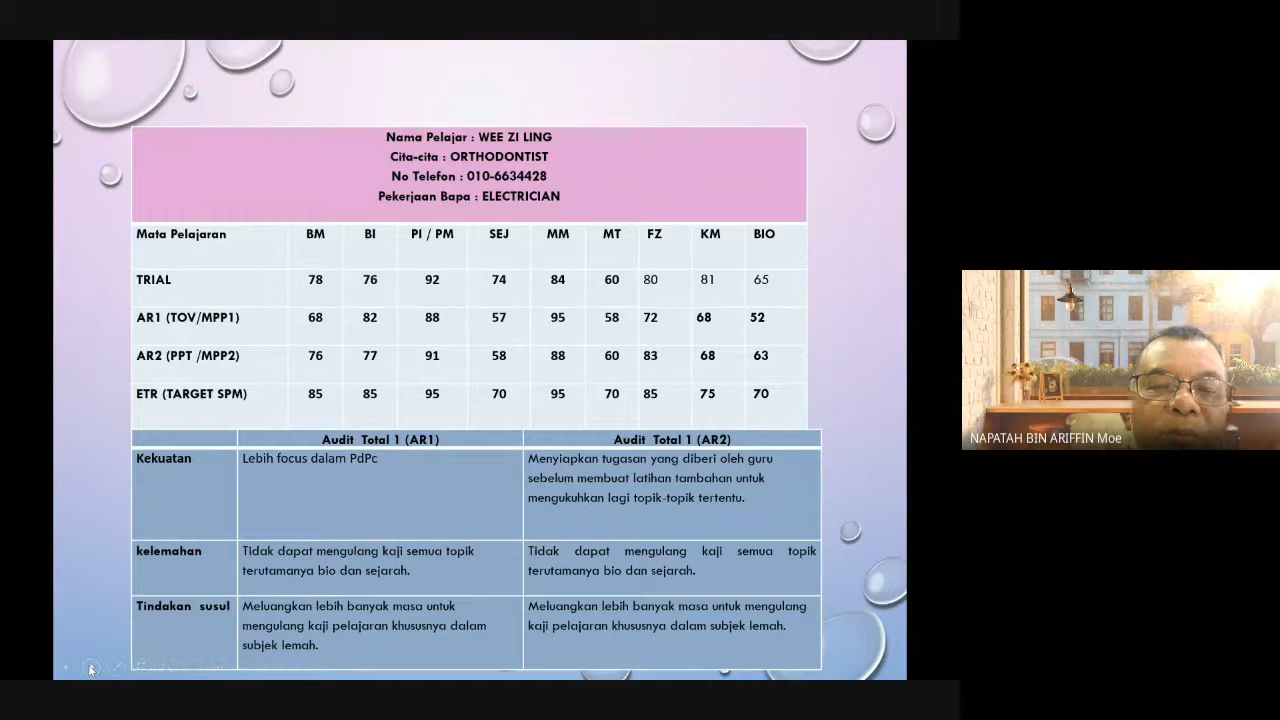 Nama Pelajar : WEE ZI LING
Cita-cita : ORTHODONTIST
No Telefon : 010-6634428
Pekerjaan Bapa : ELECTRICIAN
Mata Pelajaran BM BI PI / PM SEJ MM MT FZ KM BIO
TRIAL 78 76 92 74 84 60 80 81 65
AR1 (TOV/MPP1) 68 82 88 57 95 58 72 68 52
AR2 (PPT /MPP2) 76 77 91 58 88 60 83 68 63
ETR (TARGET SPM) 85 85 95 70 95 70 85 75 70
Audit Total 1 (AR1) Audit Total 1 (AR2)
Kekuatan
Lebih focus dalam PdPc
Menyiapkan tugasan yang diberi oleh guru
sebelum membuat latihan tambahan untuk
mengukuhkan lagi topik-topik tertentu.
kelemahan
Tidak dapat mengulang kaji semua topik
terutamanya bio dan sejarah.
Tidak dapat mengulang kaji semua topik
terutamanya bio dan sejarah.
Tindakan susul
Meluangkan lebih banyak masa untuk
mengulang kaji pelajaran khususnya dalam
subjek lemah.
Meluangkan lebih banyak masa untuk mengulang
kaji pelajaran khususnya dalam subjek lemah.
NAPATAH BIN ARIFFIN Moe